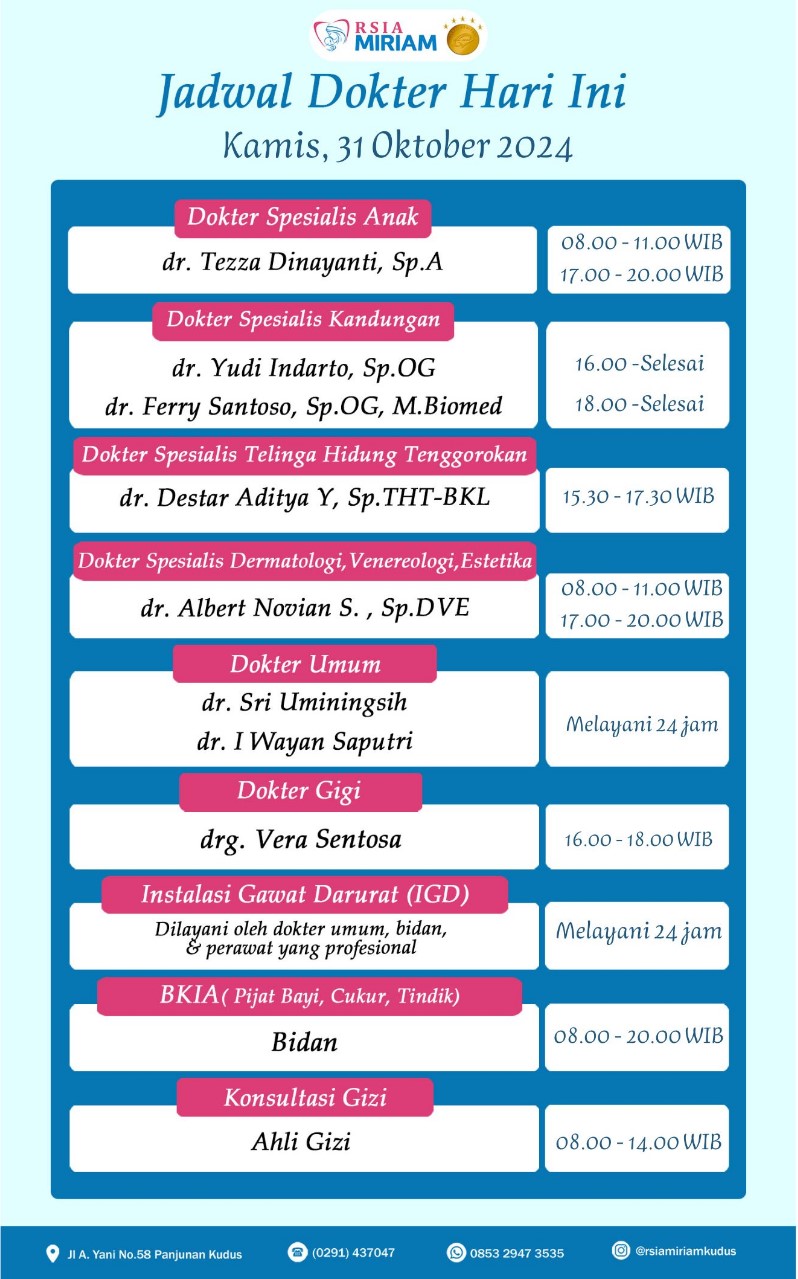 RSIA
MIRIAM
Jadwal Dokter Hari Ini
Kamis, 31 Oktober 2024
Dokter Spesialis Anak
dr. Tezza Dinayanti, Sp.A
08.00 - 11.00 WIB
17.00 - 20.00 WIB
Dokter Spesialis Kandungan
dr. Yudi Indarto, Sp.OG
16.00 -Selesai
dr. Ferry Santoso, Sp.OG, M.Biomed
18.00 -Selesai
Dokter Spesialis Telinga Hidung Tenggorokan
dr. Destar Aditya Y, Sp.THT-BKL
15.30 - 17.30 WIB
Dokter Spesialis Dermatologi,Venereologi,Estetika
dr. Albert Novian S. , Sp.DVE
08.00 - 11.00 WIB
17.00 - 20.00 WIB
Dokter Umum
dr. Sri Uminingsih
dr. I Wayan Saputri
Melayani 24 jam
Dokter Gigi
drg. Vera Sentosa
16.00 - 18.00 WIB
Instalasi Gawat Darurat (IGD)
Dilayani oleh dokter umum, bidan,
& perawat yang profesional
Melayani 24 jam
BKIA( Pijat Bayi, Cukur, Tindik)
Bidan
08.00 - 20.00 WIB
Konsultasi Gizi
Ahli Gizi
08.00 - 14.00 WIB
Jl A. Yani No.58 Panjunan Kudus
(0291) 437047
0853 2947 3535
@rsiamiriamkudus